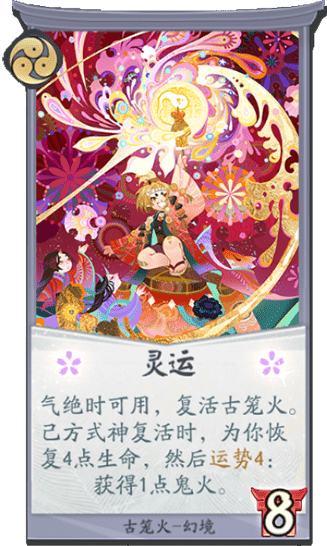 灵运
气绝时可用，复活古笼火。
己方式神复活时，为你恢
复4点生命，然后运势4：
获得1点鬼火。
8
古笼火-幻境